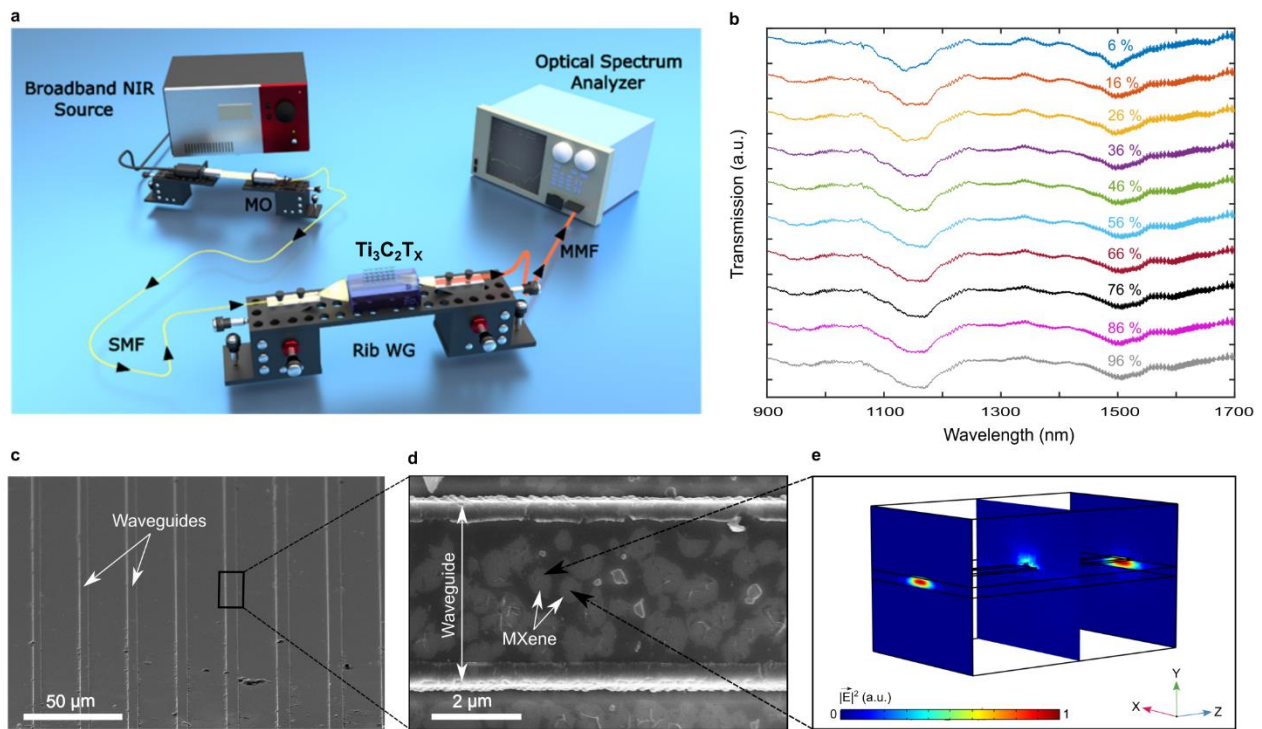 a
Broadband NIR
Source
Optical Spectrum
Analyzer
MO
Ti₃C₂Tₓ
MMF
SMF
Rib WG
b
6 %
16 %
26 %
36 %
46 %
56 %
66 %
76 %
86 %
96 %
Transmission (a.u.)
900 1100 1300 1500 1700
Wavelength (nm)
c
Waveguides
50 µm
d
Waveguide
MXene
2 µm
e
|E⃗|² (a.u.)
0 1
Y
X Z